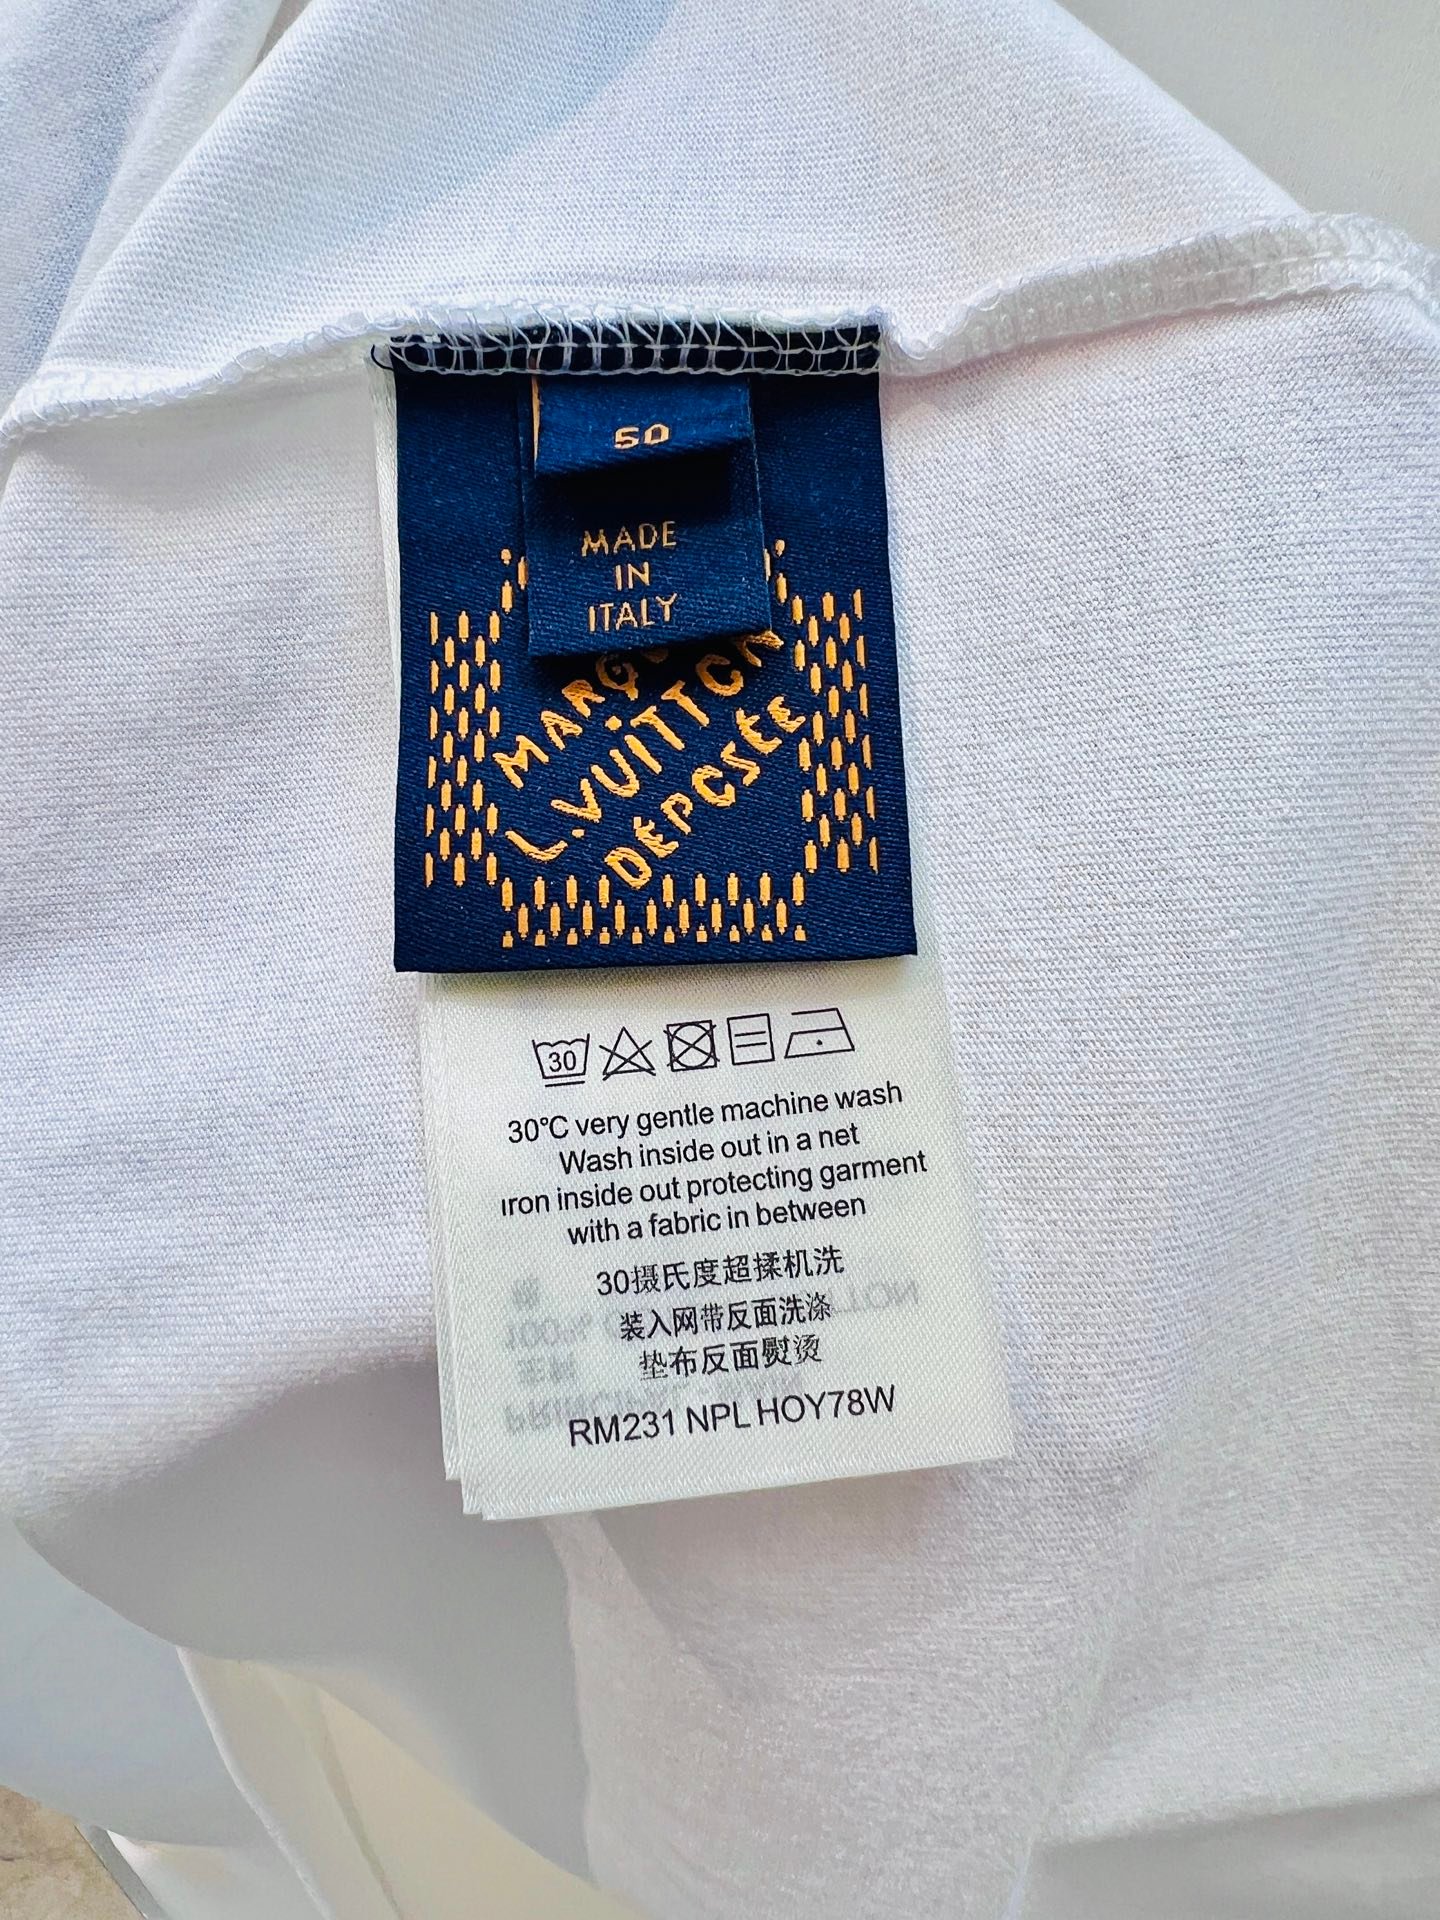 50
MADE
IN
ITALY
L.VUITTON
DEPOSEE
30
30°C very gentle machine wash
Wash inside out in a net
ıron inside out protecting garment
with a fabric in between
30摄氏度超揉机洗
装入网带反面洗涤
垫布反面熨烫
RM231 NPL HOY78W